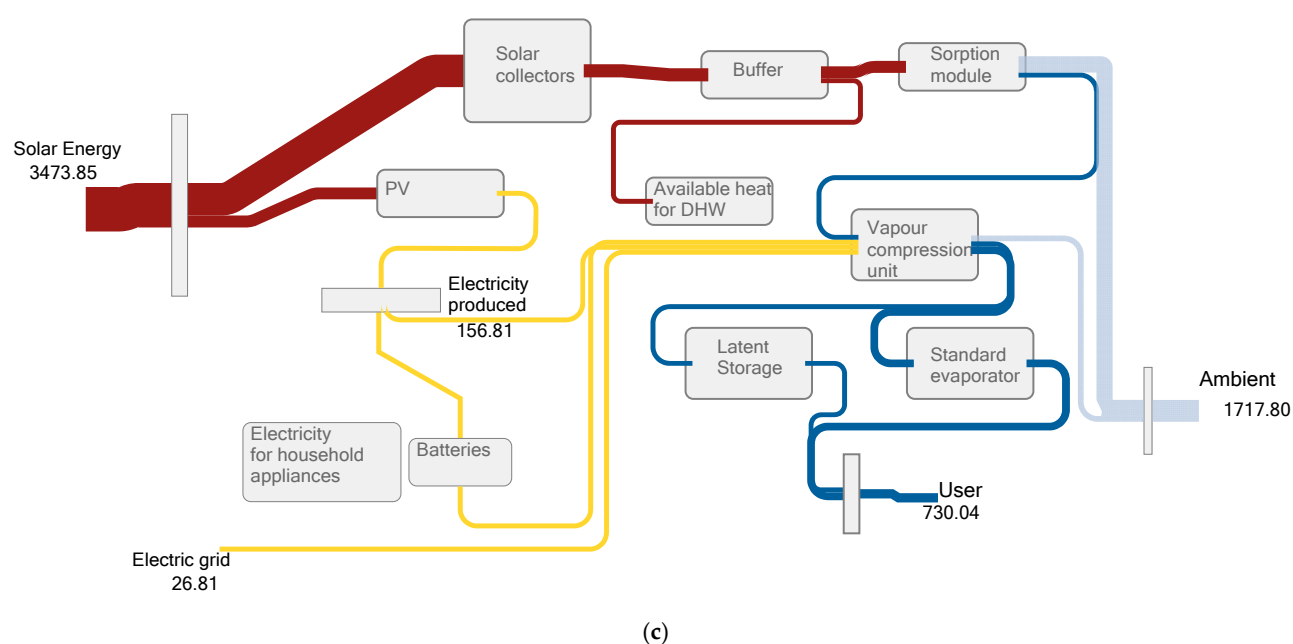 Solar
collectors
Buffer
Sorption
module
Solar Energy
3473.85
PV
Available heat
for DHW
Vapour
compression
unit
Electricity
produced
156.81
Latent
Storage
Standard
evaporator
Ambient
1717.80
Electricity
for household
appliances
Batteries
User
730.04
Electric grid
26.81
(c)